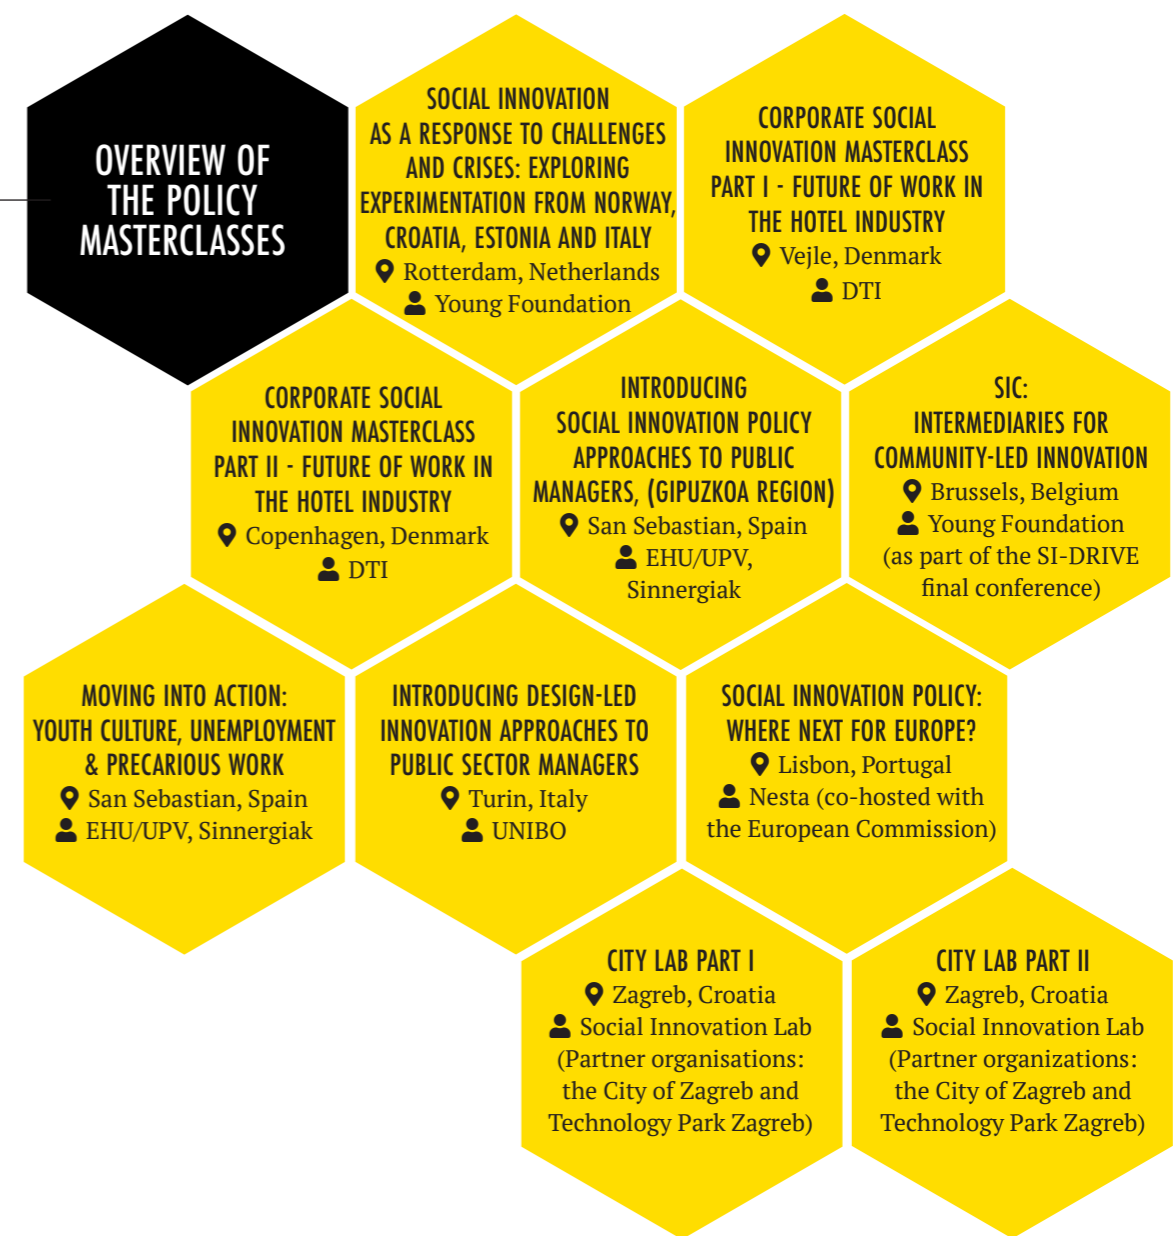 OVERVIEW OF
THE POLICY
MASTERCLASSES
SOCIAL INNOVATION
AS A RESPONSE TO CHALLENGES
AND CRISES: EXPLORING
EXPERIMENTATION FROM NORWAY,
CROATIA, ESTONIA AND ITALY
Rotterdam, Netherlands
Young Foundation
CORPORATE SOCIAL
INNOVATION MASTERCLASS
PART I - FUTURE OF WORK IN
THE HOTEL INDUSTRY
Vejle, Denmark
DTI
CORPORATE SOCIAL
INNOVATION MASTERCLASS
PART II - FUTURE OF WORK IN
THE HOTEL INDUSTRY
Copenhagen, Denmark
DTI
INTRODUCING
SOCIAL INNOVATION POLICY
APPROACHES TO PUBLIC
MANAGERS, (GIPUZKOA REGION)
San Sebastian, Spain
EHU/UPV,
Sinnergiak
SIC:
INTERMEDIARIES FOR
COMMUNITY-LED INNOVATION
Brussels, Belgium
Young Foundation
(as part of the SI-DRIVE
final conference)
MOVING INTO ACTION:
YOUTH CULTURE, UNEMPLOYMENT
& PRECARIOUS WORK
San Sebastian, Spain
EHU/UPV, Sinnergiak
INTRODUCING DESIGN-LED
INNOVATION APPROACHES TO
PUBLIC SECTOR MANAGERS
Turin, Italy
UNIBO
SOCIAL INNOVATION POLICY:
WHERE NEXT FOR EUROPE?
Lisbon, Portugal
Nesta (co-hosted with
the European Commission)
CITY LAB PART I
Zagreb, Croatia
Social Innovation Lab
(Partner organisations:
the City of Zagreb and
Technology Park Zagreb)
CITY LAB PART II
Zagreb, Croatia
Social Innovation Lab
(Partner organizations:
the City of Zagreb and
Technology Park Zagreb)